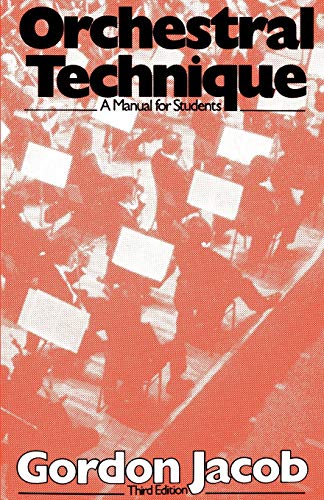 Orchestral
Technique
A Manual for Students
Gordon Jacob
Third Edition